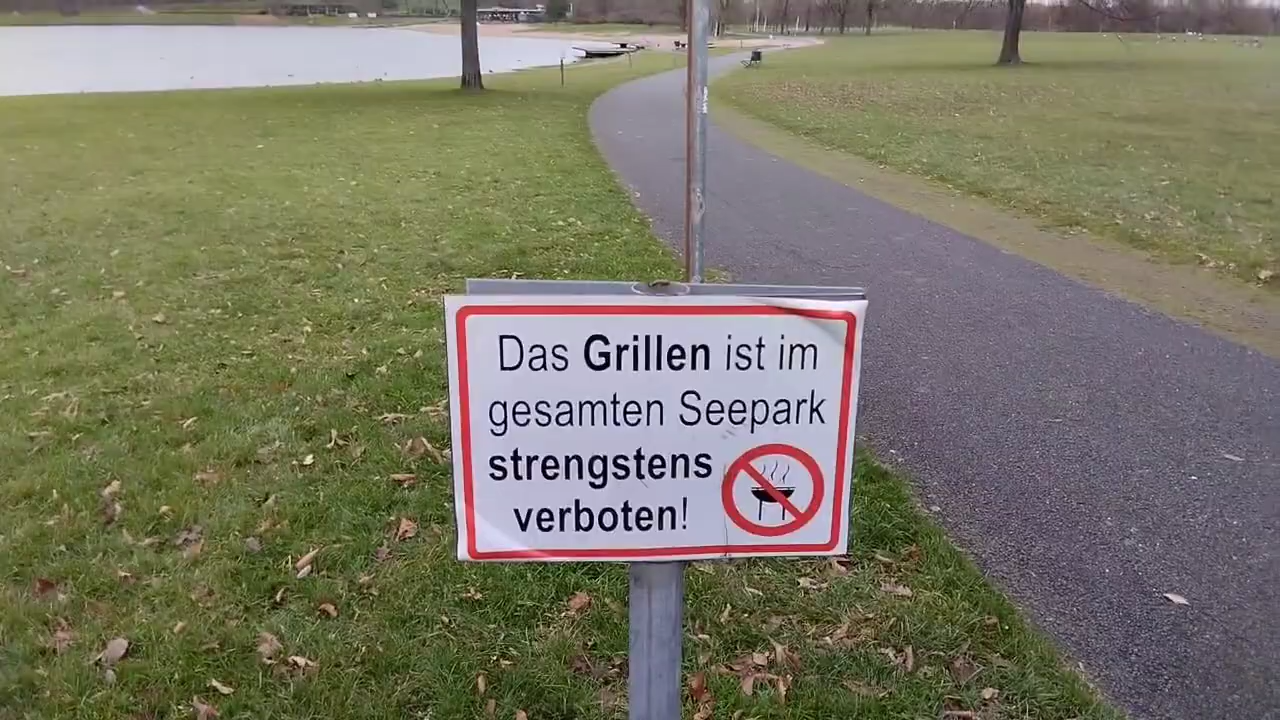 Das Grillen ist im
gesamten Seepark
strengstens
verboten!